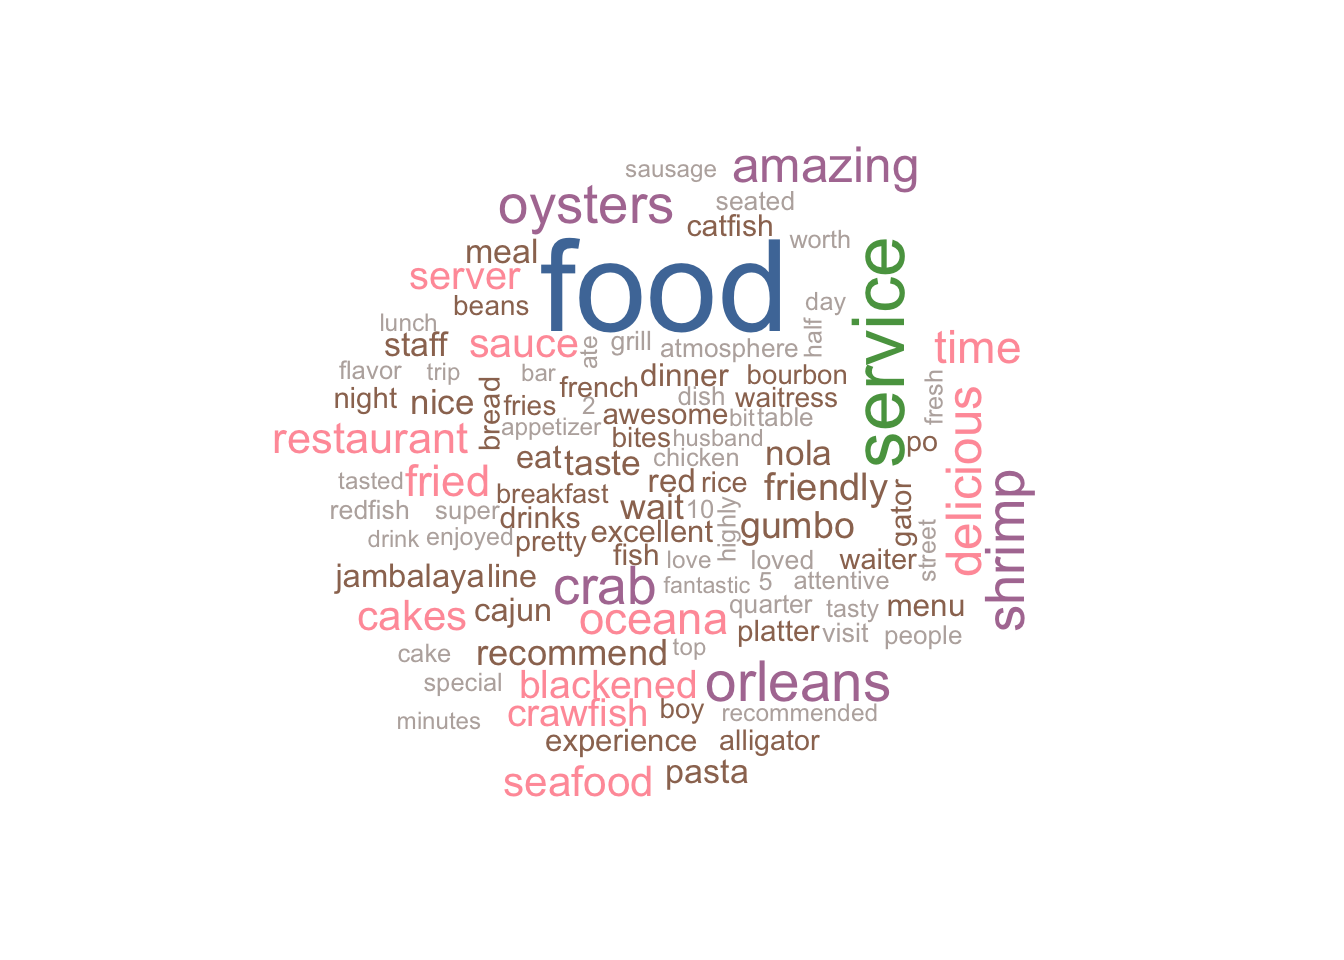 sausage
amazing
oysters
seated
catfish
worth
meal
food
service
server
beans
day
lunch
staff
sauce
ate
grill
atmosphere
half
time
flavor
trip
bar
french
dinner
bourbon
night
nice
bread
fries
2
dish
waitress
fresh
delicious
appetizer
awesome
bit
table
restaurant
bites
husband
po
eat
taste
chicken
nola
tasted
fried
breakfast
red
rice
friendly
gator
shrimp
redfish
super
drinks
wait
10
highly
gumbo
street
drink
enjoyed
pretty
excellent
fish
love
loved
waiter
jambalaya
line
crab
fantastic
5
attentive
cakes
cajun
oceana
quarter
tasty
menu
platter
visit
people
cake
recommend
top
special
blackened
orleans
minutes
crawfish
boy
recommended
experience
alligator
seafood
pasta